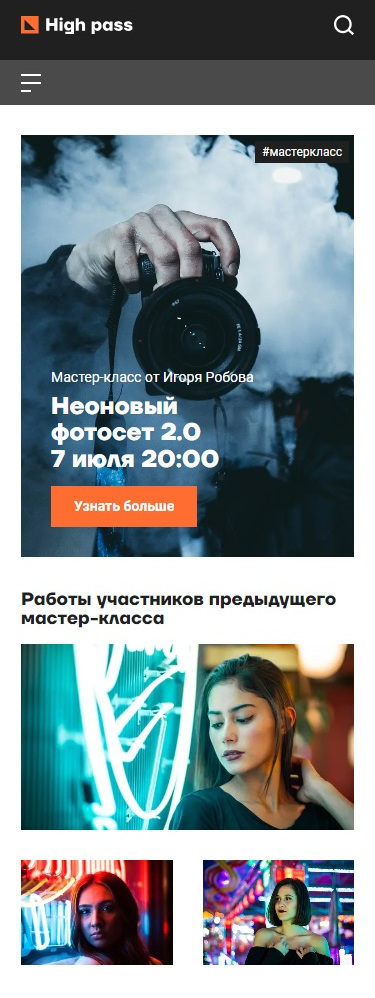 High pass
#мастеркласс
Мастер-класс от Игоря Робова
Неоновый
фотосет 2.0
7 июля 20:00
Узнать больше
Работы участников предыдущего
мастер-класса